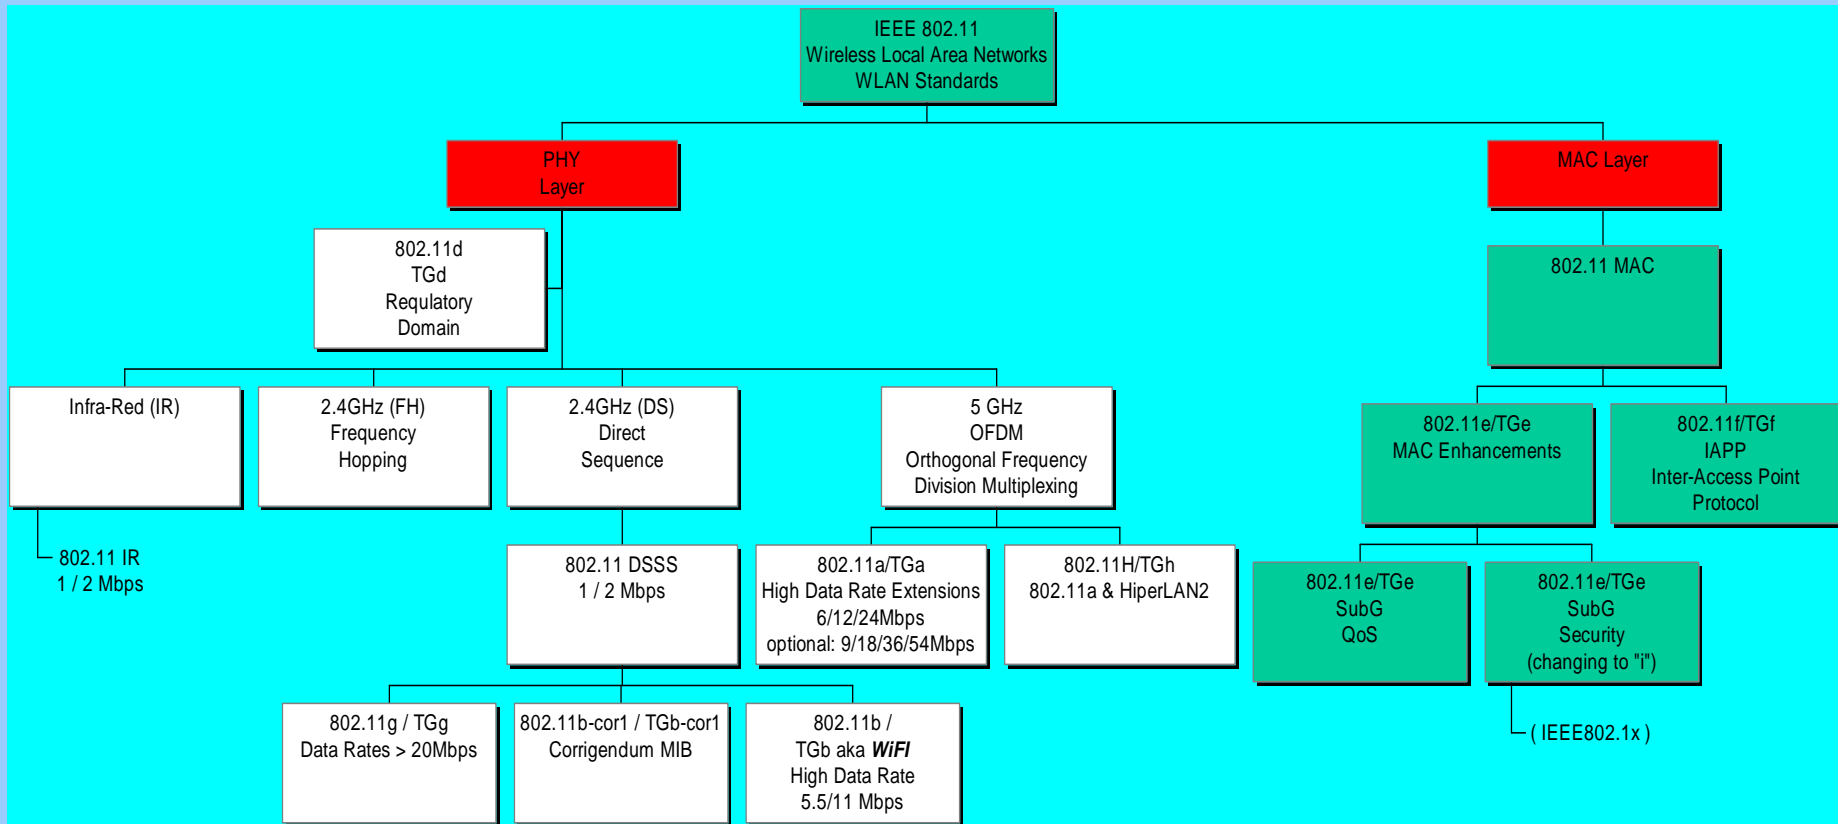 IEEE 802.11
Wireless Local Area Networks
WLAN Standards
PHY
Layer
MAC Layer
802.11d
TGd
Requlatory
Domain
802.11 MAC
Infra-Red (IR)
2.4GHz (FH)
Frequency
Hopping
2.4GHz (DS)
Direct
Sequence
5 GHz
OFDM
Orthogonal Frequency
Division Multiplexing
802.11e/TGe
MAC Enhancements
802.11f/TGf
IAPP
Inter-Access Point
Protocol
802.11 IR
1 / 2 Mbps
802.11 DSSS
1 / 2 Mbps
802.11a/TGa
High Data Rate Extensions
6/12/24Mbps
optional: 9/18/36/54Mbps
802.11H/TGh
802.11a & HiperLAN2
802.11e/TGe
SubG
QoS
802.11e/TGe
SubG
Security
(changing to "i")
802.11g / TGg
Data Rates > 20Mbps
802.11b-cor1 / TGb-cor1
Corrigendum MIB
802.11b /
TGb aka WiFI
High Data Rate
5.5/11 Mbps
( IEEE802.1x )